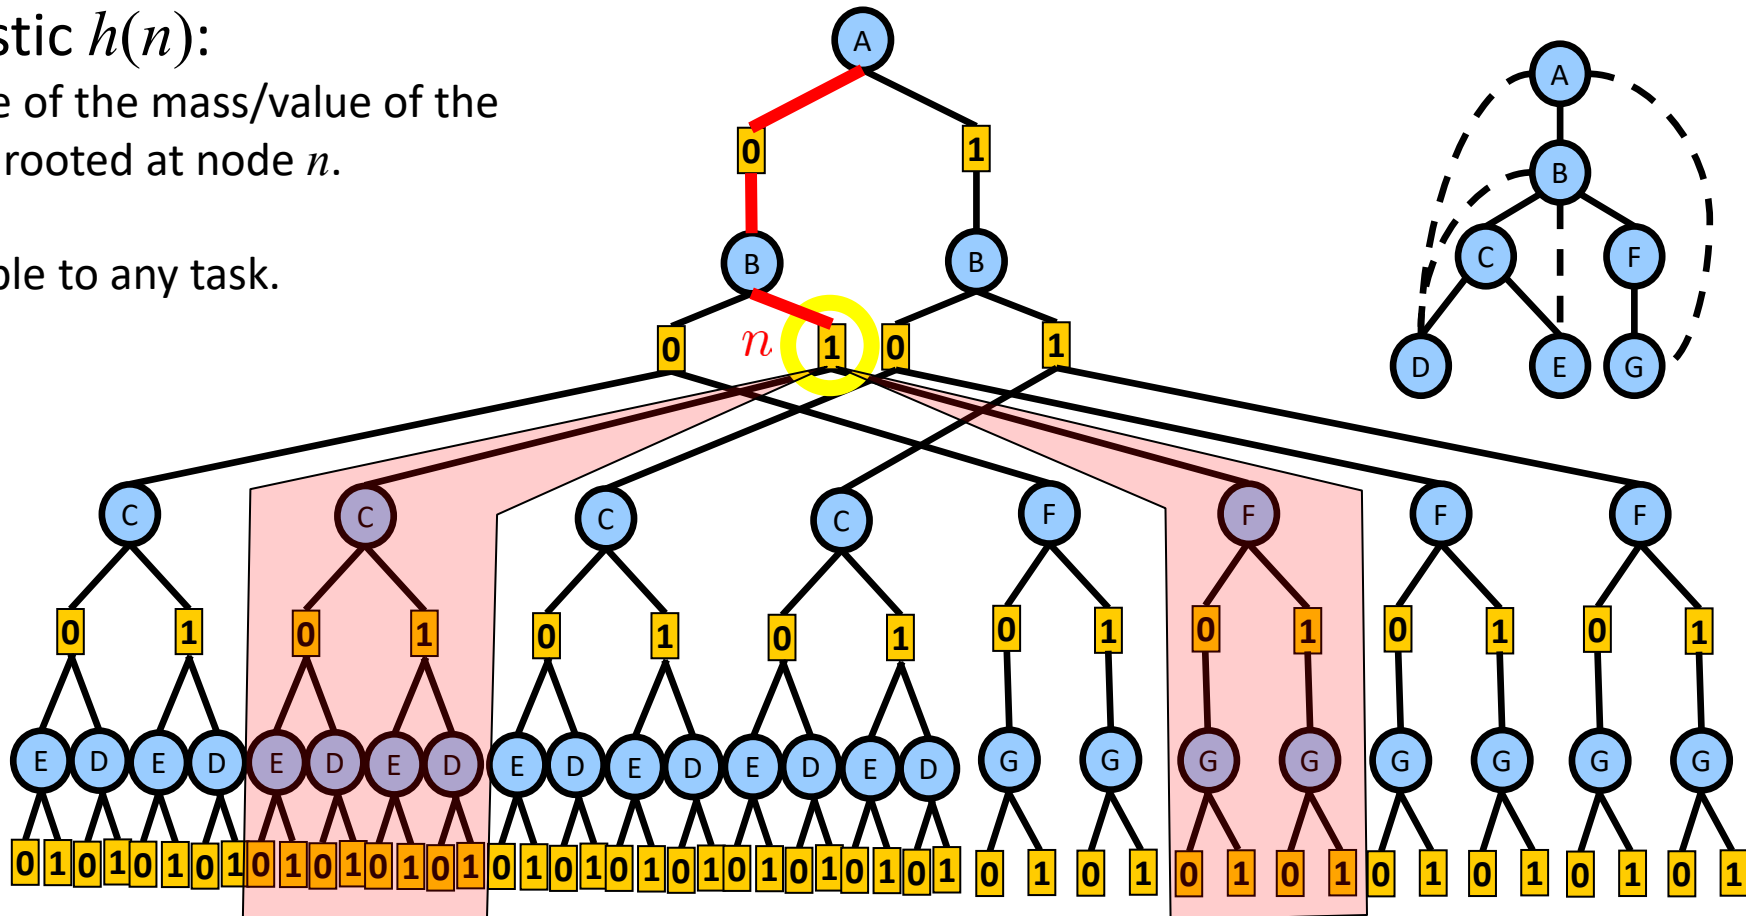 stic h(n):
e of the mass/value of the
rooted at node n.
ble to any task.
A
0 1
B B
n
0 1 0 1
C C C C F F F F
0 1 0 1 0 1 0 1 0 1 0 1 0 1 0 1
E D E D E D E D E D E D E D E D G G G G G G G G
0 1 0 1 0 1 0 1 0 1 0 1 0 1 0 1 0 1 0 1 0 1 0 1 0 1 0 1 0 1 0 1 0 1 0 1 0 1 0 1 0 1 0 1 0 1 0 1
A
B
C F
D E G